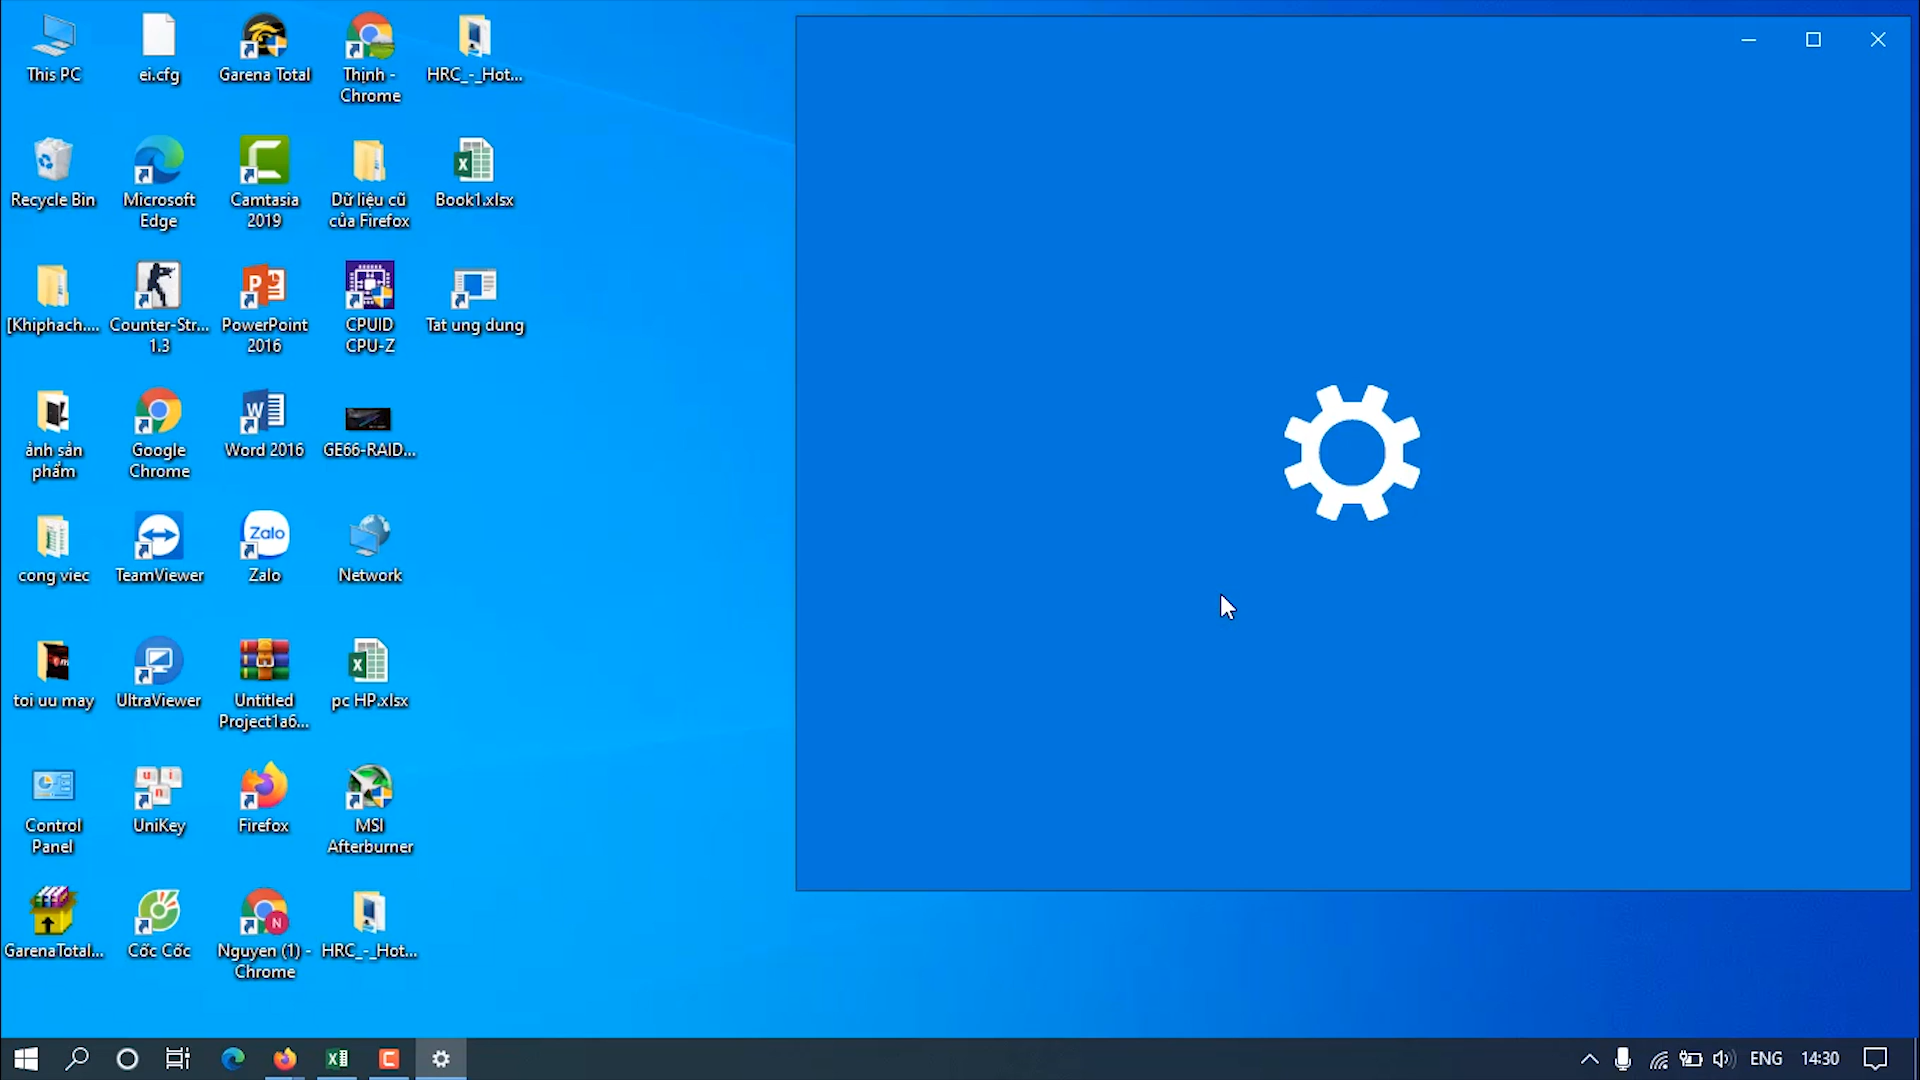 This PC
ei.cfg
Garena Total
Thịnh -
Chrome
HRC_-_Hot...
Recycle Bin
Microsoft
Edge
Camtasia
2019
Dữ liệu cũ
của Firefox
Book1.xlsx
[Khiphach....
Counter-Str...
1.3
PowerPoint
2016
CPUID
CPU-Z
Tat ung dung
ảnh sản
phẩm
Google
Chrome
Word 2016
GE66-RAID...
cong viec
TeamViewer
Zalo
Zalo
Network
toi uu may
UltraViewer
Untitled
Project1a6...
pc HP.xlsx
Control
Panel
UniKey
Firefox
MSI
Afterburner
GarenaTotal...
Cốc Cốc
Nguyen (1) -
Chrome
HRC_-_Hot...
ENG
14:30